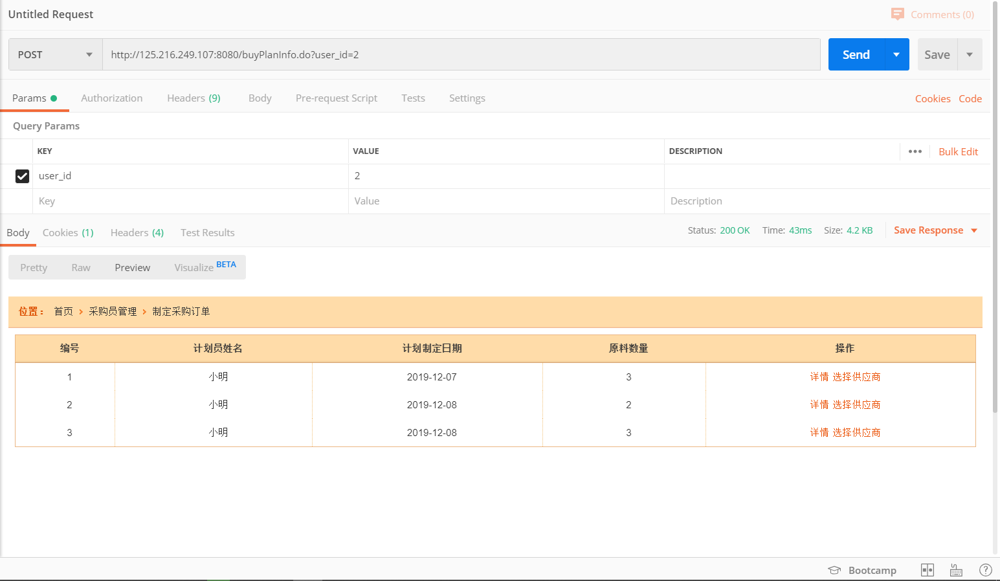 Untitled Request
Comments (0)
POST
http://125.216.249.107:8080/buyPlanInfo.do?user_id=2
Send
Save
Params
Authorization
Headers (9)
Body
Pre-request Script
Tests
Settings
Cookies
Code
Query Params
KEY
VALUE
DESCRIPTION
Bulk Edit
user_id
2
Key
Value
Description
Body
Cookies (1)
Headers (4)
Test Results
Status: 200 OK
Time: 43ms
Size: 4.2 KB
Save Response
Pretty
Raw
Preview
Visualize BETA
位置： 首页 › 采购员管理 › 制定采购订单
编号 计划员姓名 计划制定日期 原料数量 操作
1 小明 2019-12-07 3 详情 选择供应商
2 小明 2019-12-08 2 详情 选择供应商
3 小明 2019-12-08 3 详情 选择供应商
Bootcamp